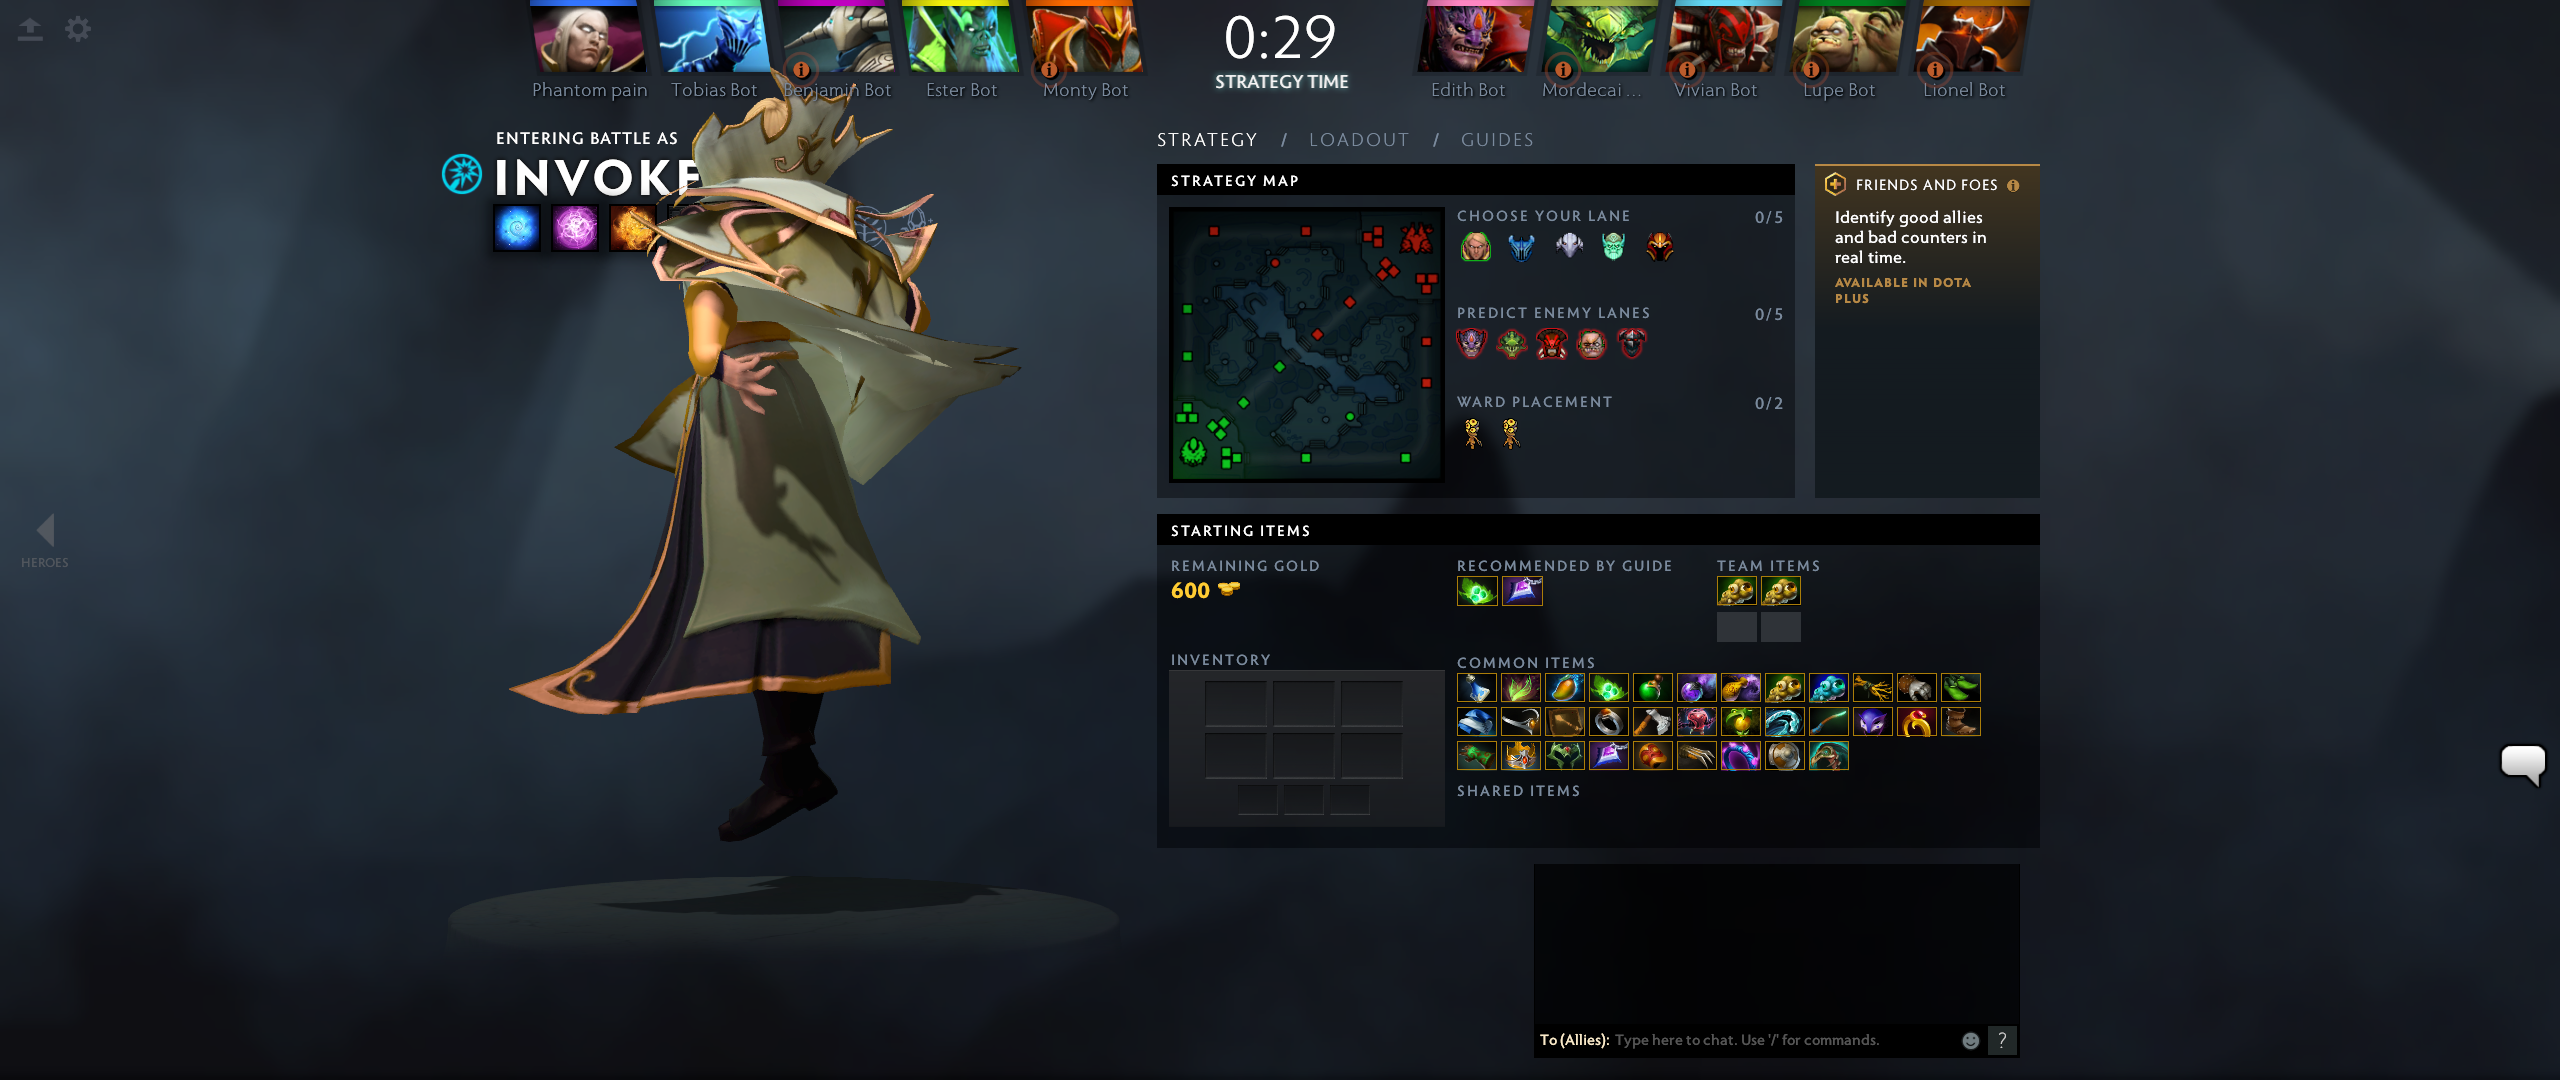 0:29
STRATEGY TIME
Phantom pain
Tobias Bot
Benjamin Bot
Ester Bot
Monty Bot
Edith Bot
Mordecai ...
Vivian Bot
Lupe Bot
Lionel Bot
ENTERING BATTLE AS
INVOKE
HEROES
STRATEGY / LOADOUT / GUIDES
STRATEGY MAP
CHOOSE YOUR LANE 0/5
PREDICT ENEMY LANES 0/5
WARD PLACEMENT 0/2
FRIENDS AND FOES
Identify good allies
and bad counters in
real time.
AVAILABLE IN DOTA
PLUS
STARTING ITEMS
REMAINING GOLD
600
RECOMMENDED BY GUIDE
TEAM ITEMS
INVENTORY
COMMON ITEMS
SHARED ITEMS
To (Allies): Type here to chat. Use '/' for commands.
?